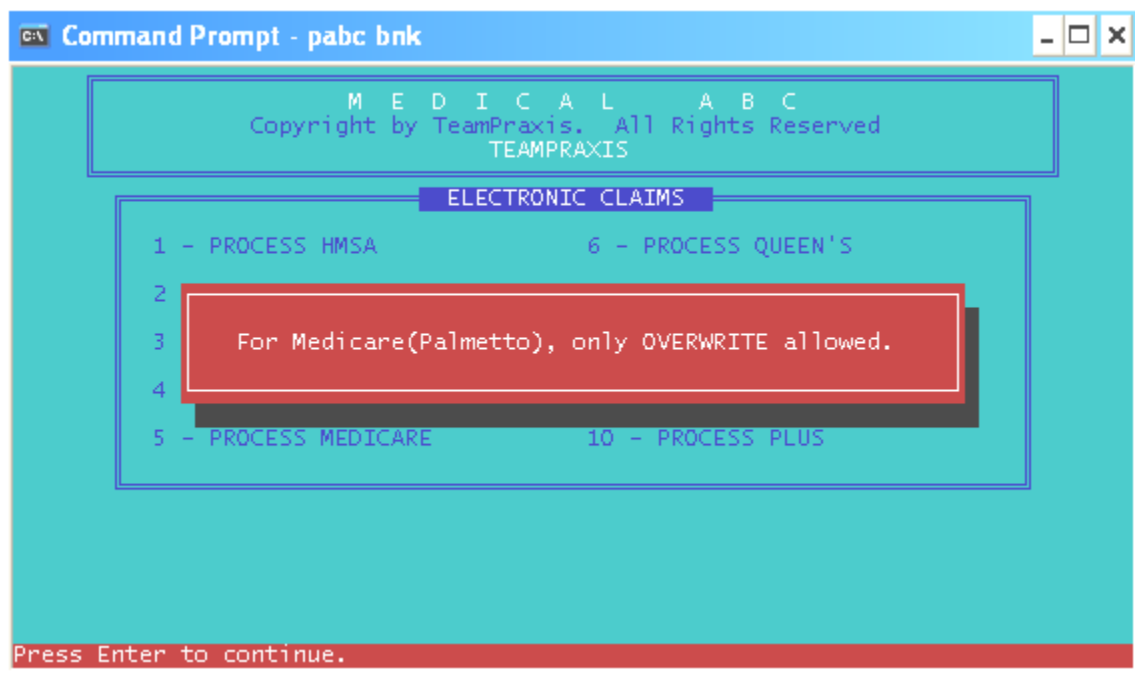 Command Prompt - pabc bnk
M E D I C A L   A B C
Copyright by TeamPraxis.  All Rights Reserved
TEAMPRAXIS
ELECTRONIC CLAIMS
1 - PROCESS HMSA
6 - PROCESS QUEEN'S
2
3
4
For Medicare(Palmetto), only OVERWRITE allowed.
5 - PROCESS MEDICARE
10 - PROCESS PLUS
Press Enter to continue.